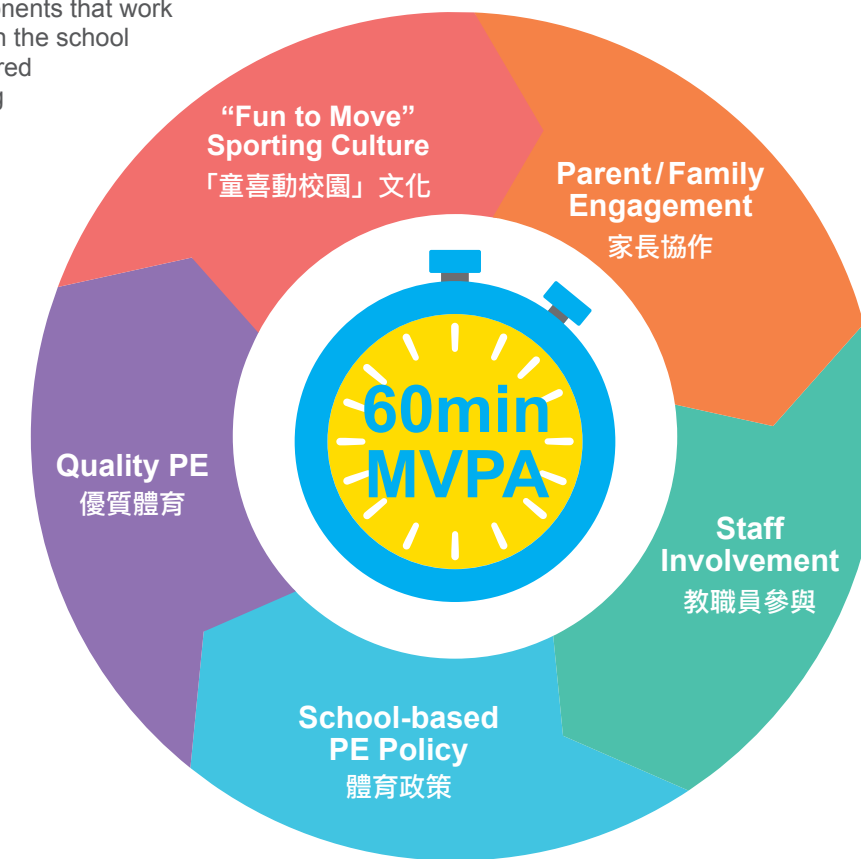 nents that work
n the school
red
“Fun to Move”
Sporting Culture
「童喜動校園」文化
Parent/Family
Engagement
家長協作
Staff
Involvement
教職員參與
School-based
PE Policy
體育政策
Quality PE
優質體育
60min
MVPA